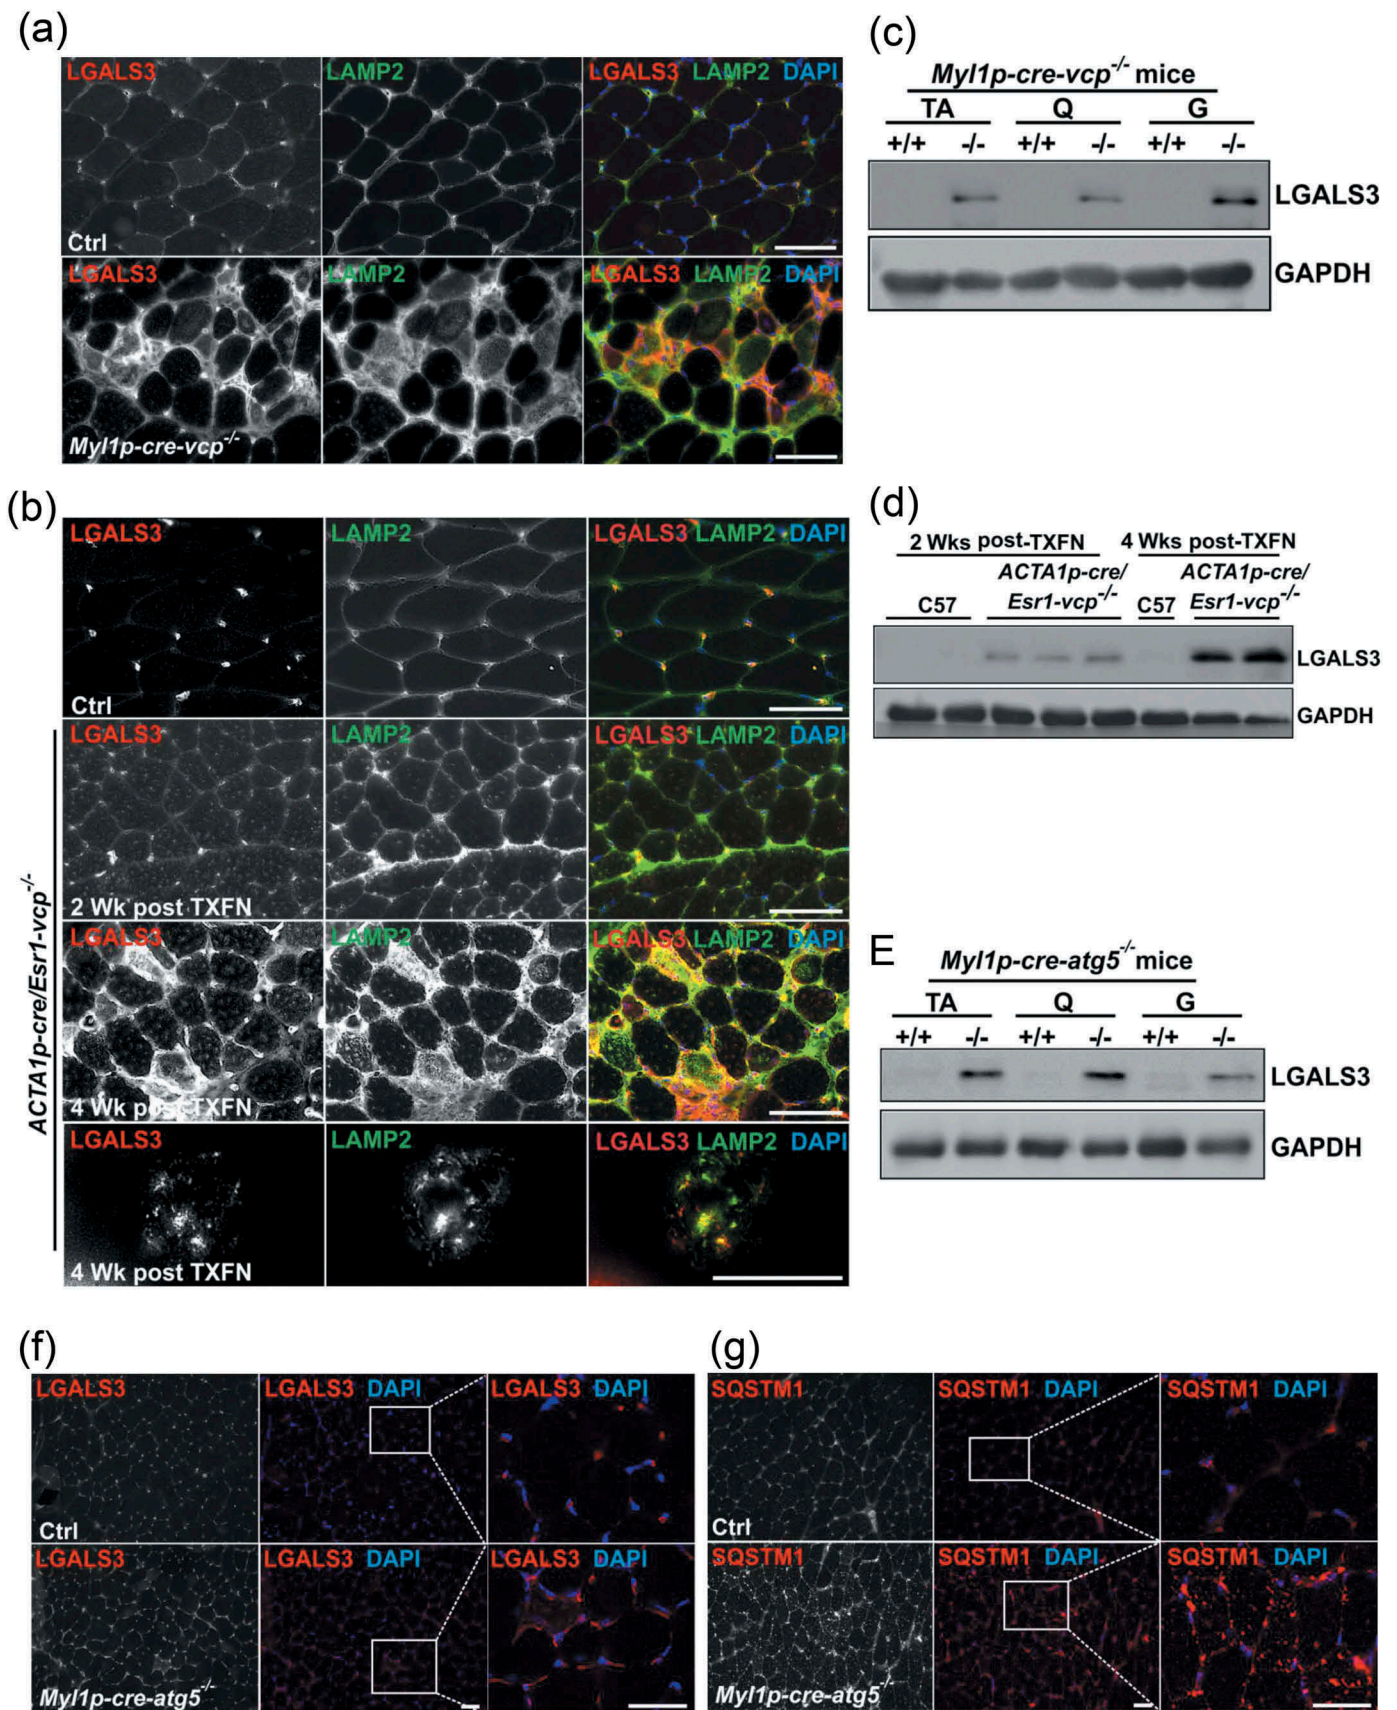 (a)
LGALS3 LAMP2 LGALS3 LAMP2 DAPI
Ctrl
LGALS3 LAMP2 LGALS3 LAMP2 DAPI
Myl1p-cre-vcp-/-
(c)
Myl1p-cre-vcp-/- mice
TA Q G
+/+ -/- +/+ -/- +/+ -/-
LGALS3
GAPDH
(b)
LGALS3 LAMP2 LGALS3 LAMP2 DAPI
Ctrl
ACTA1p-cre/Esr1-vcp-/-
LGALS3 LAMP2 LGALS3 LAMP2 DAPI
2 Wk post TXFN
LGALS3 LAMP2 LGALS3 LAMP2 DAPI
4 Wk post TXFN
LGALS3 LAMP2 LGALS3 LAMP2 DAPI
4 Wk post TXFN
(d)
2 Wks post-TXFN 4 Wks post-TXFN
ACTA1p-cre/ ACTA1p-cre/
C57 Esr1-vcp-/- C57 Esr1-vcp-/-
LGALS3
GAPDH
E
Myl1p-cre-atg5-/- mice
TA Q G
+/+ -/- +/+ -/- +/+ -/-
LGALS3
GAPDH
(f)
LGALS3 LGALS3 DAPI LGALS3 DAPI
Ctrl
LGALS3 LGALS3 DAPI LGALS3 DAPI
Myl1p-cre-atg5-/-
(g)
SQSTM1 SQSTM1 DAPI SQSTM1 DAPI
Ctrl
SQSTM1 SQSTM1 DAPI SQSTM1 DAPI
Myl1p-cre-atg5-/-